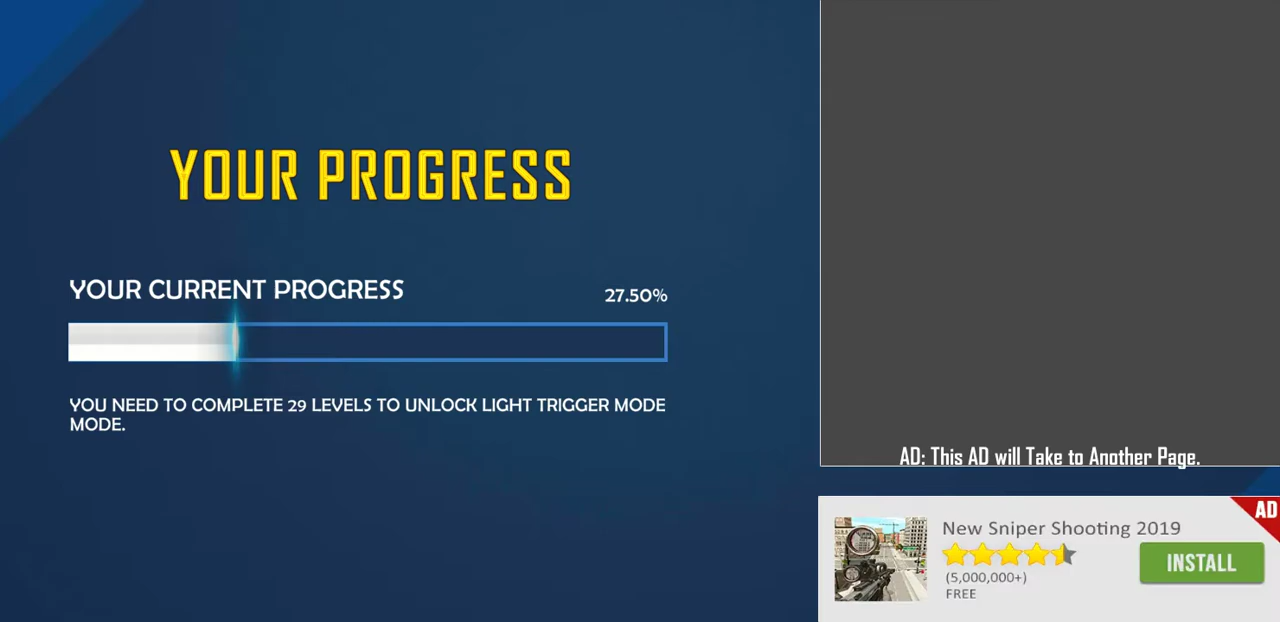 YOUR PROGRESS
YOUR CURRENT PROGRESS
27.50%
YOU NEED TO COMPLETE 29 LEVELS TO UNLOCK LIGHT TRIGGER MODE
MODE.
AD: This AD will Take to Another Page.
AD
New Sniper Shooting 2019
(5,000,000+)
FREE
INSTALL